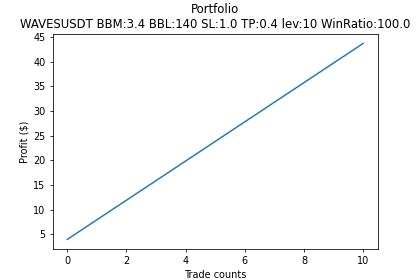 Portfolio
WAVESUSDT BBM:3.4 BBL:140 SL:1.0 TP:0.4 lev:10 WinRatio:100.0
45
40
35
30
25
20
15
10
5
Profit ($)
0 2 4 6 8 10
Trade counts